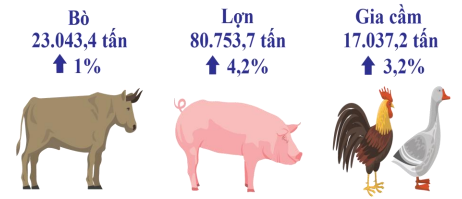 Bò
23.043,4 tấn
⬆ 1%
Lợn
80.753,7 tấn
⬆ 4,2%
Gia cầm
17.037,2 tấn
⬆ 3,2%